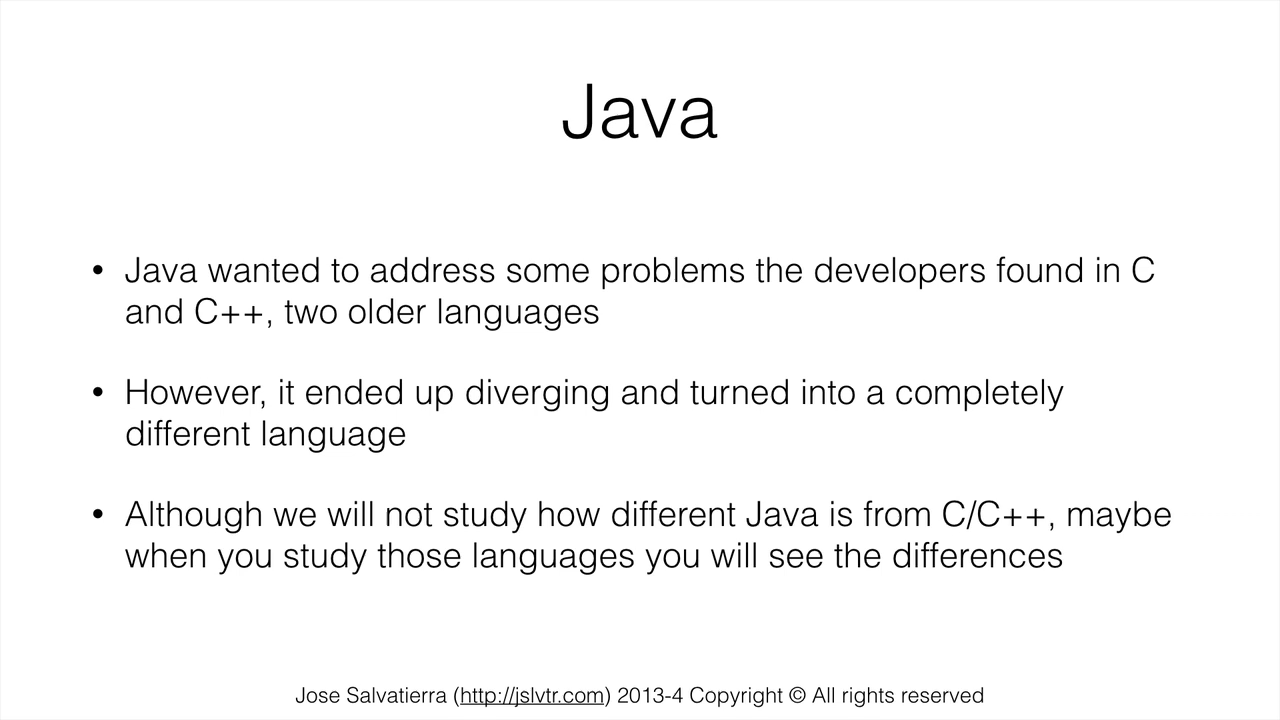 Java
• Java wanted to address some problems the developers found in C
and C++, two older languages
• However, it ended up diverging and turned into a completely
different language
• Although we will not study how different Java is from C/C++, maybe
when you study those languages you will see the differences
Jose Salvatierra (http://jslvtr.com) 2013-4 Copyright © All rights reserved